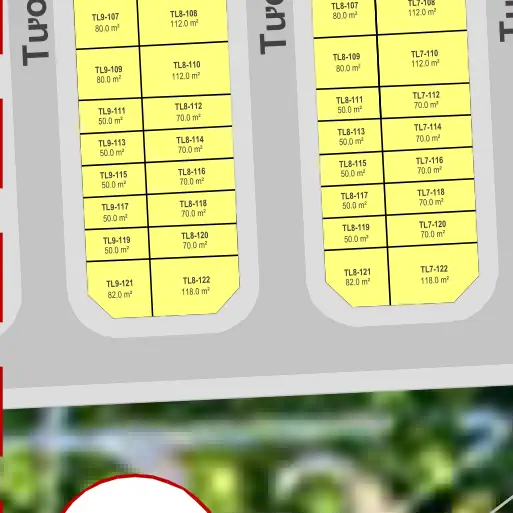 Tươ
TL9-107
80.0 m²
TL8-108
112.0 m²
TL9-109
80.0 m²
TL8-110
112.0 m²
TL9-111
50.0 m²
TL8-112
70.0 m²
TL9-113
50.0 m²
TL8-114
70.0 m²
TL9-115
50.0 m²
TL8-116
70.0 m²
TL9-117
50.0 m²
TL8-118
70.0 m²
TL9-119
50.0 m²
TL8-120
70.0 m²
TL9-121
82.0 m²
TL8-122
118.0 m²
Tươ
TL8-107
80.0 m²
TL7-108
112.0 m²
TL8-109
80.0 m²
TL7-110
112.0 m²
TL8-111
50.0 m²
TL7-112
70.0 m²
TL8-113
50.0 m²
TL7-114
70.0 m²
TL8-115
50.0 m²
TL7-116
70.0 m²
TL8-117
50.0 m²
TL7-118
70.0 m²
TL8-119
50.0 m²
TL7-120
70.0 m²
TL8-121
82.0 m²
TL7-122
118.0 m²